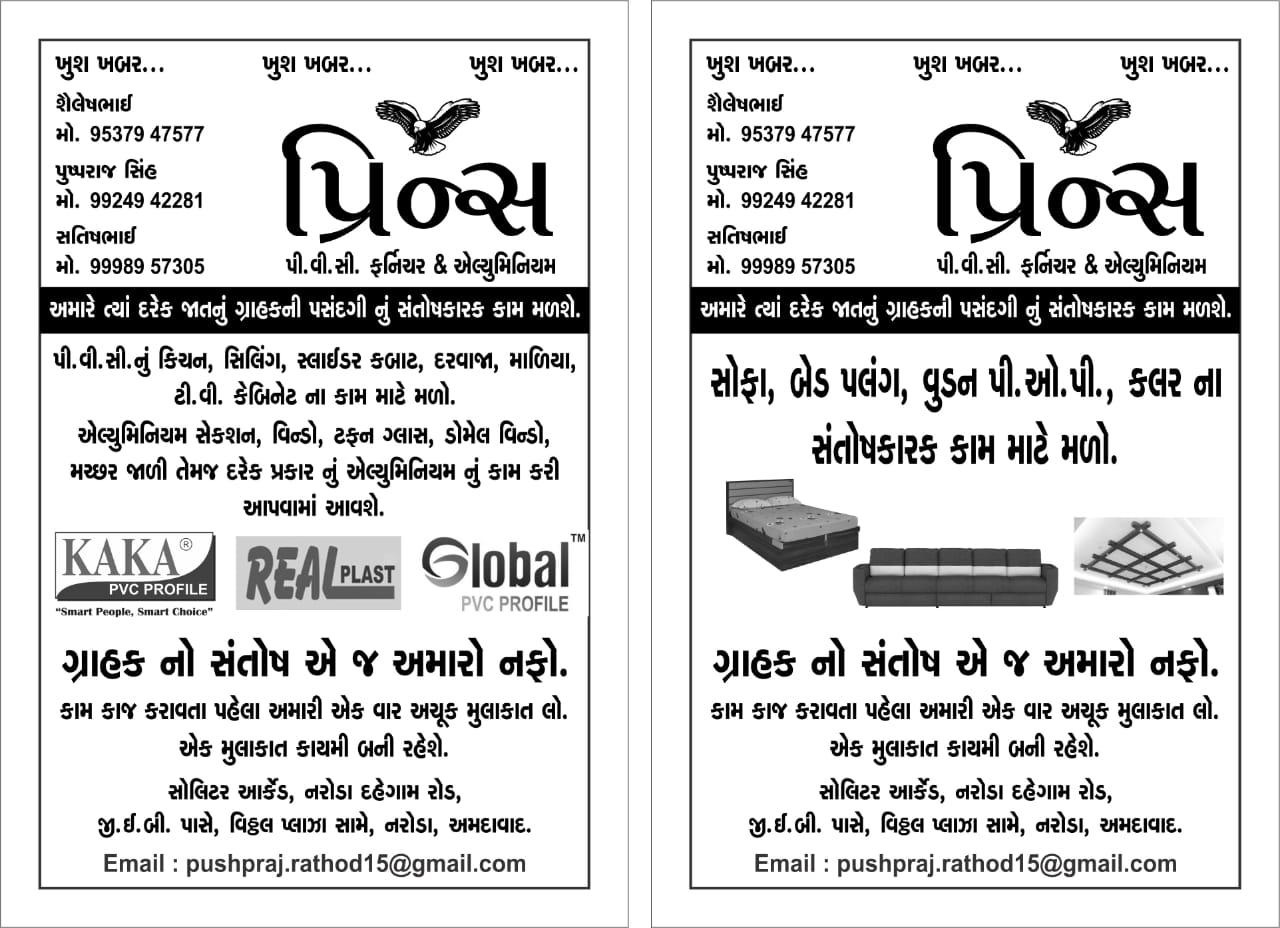 ખુશ ખબર... ખુશ ખબર... ખુશ ખબર...
શૈલેષભાઈ
મો. 95379 47577
પુષ્પરાજ સિંહ
મો. 99249 42281
સતિષભાઈ
મો. 99989 57305
પ્રિન્સ
પી.વી.સી. ફર્નિચર & એલ્યુમિનિયમ
અમારે ત્યાં દરેક જાતનું ગ્રાહકની પસંદગી નું સંતોષકારક કામ મળશે.
પી.વી.સી.નું કિચન, સિલિંગ, સ્લાઈડર કબાટ, દરવાજા, માળિયા,
ટી.વી. કેબિનેટ ના કામ માટે મળો.
એલ્યુમિનિયમ સેકશન, વિન્ડો, ટફન ગ્લાસ, ડોમેલ વિન્ડો,
મચ્છર જાળી તેમજ દરેક પ્રકાર નું એલ્યુમિનિયમ નું કામ કરી
આપવામાં આવશે.
KAKA ®
PVC PROFILE
"Smart People, Smart Choice"
REAL PLAST
Global ™
PVC PROFILE
ગ્રાહક નો સંતોષ એ જ અમારો નફો.
કામ કાજ કરાવતા પહેલા અમારી એક વાર અચૂક મુલાકાત લો.
એક મુલાકાત કાયમી બની રહેશે.
સોલિટર આર્કેડ, નરોડા દહેગામ રોડ,
જી.ઈ.બી. પાસે, વિઠ્ઠલ પ્લાઝા સામે, નરોડા, અમદાવાદ.
Email : pushpraj.rathod15@gmail.com
ખુશ ખબર... ખુશ ખબર... ખુશ ખબર...
શૈલેષભાઈ
મો. 95379 47577
પુષ્પરાજ સિંહ
મો. 99249 42281
સતિષભાઈ
મો. 99989 57305
પ્રિન્સ
પી.વી.સી. ફર્નિચર & એલ્યુમિનિયમ
અમારે ત્યાં દરેક જાતનું ગ્રાહકની પસંદગી નું સંતોષકારક કામ મળશે.
સોફા, બેડ પલંગ, વુડન પી.ઓ.પી., કલર ના
સંતોષકારક કામ માટે મળો.
ગ્રાહક નો સંતોષ એ જ અમારો નફો.
કામ કાજ કરાવતા પહેલા અમારી એક વાર અચૂક મુલાકાત લો.
એક મુલાકાત કાયમી બની રહેશે.
સોલિટર આર્કેડ, નરોડા દહેગામ રોડ,
જી.ઈ.બી. પાસે, વિઠ્ઠલ પ્લાઝા સામે, નરોડા, અમદાવાદ.
Email : pushpraj.rathod15@gmail.com